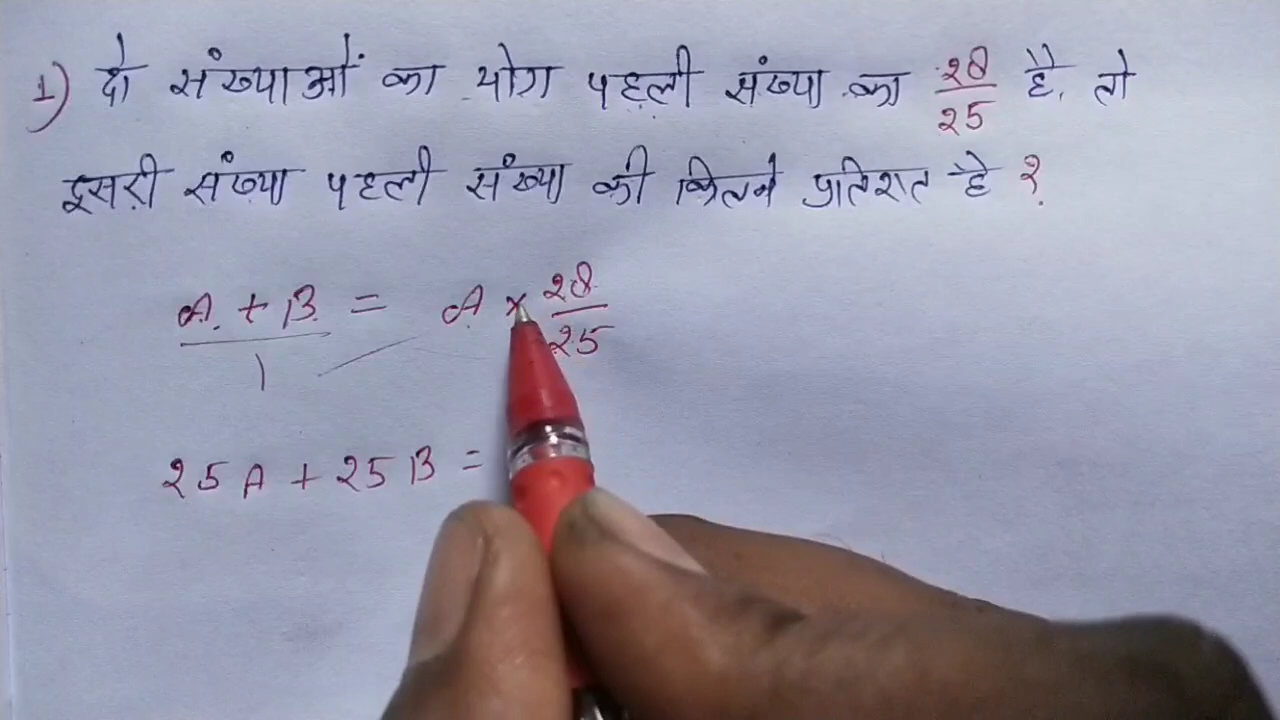 1) दो संख्याओं का योग पहली संख्या का 28/25 है, तो
दुसरी संख्या पहली संख्या की कितने प्रतिशत है ?
A + B / 1 = A × 28/25
25A + 25B =